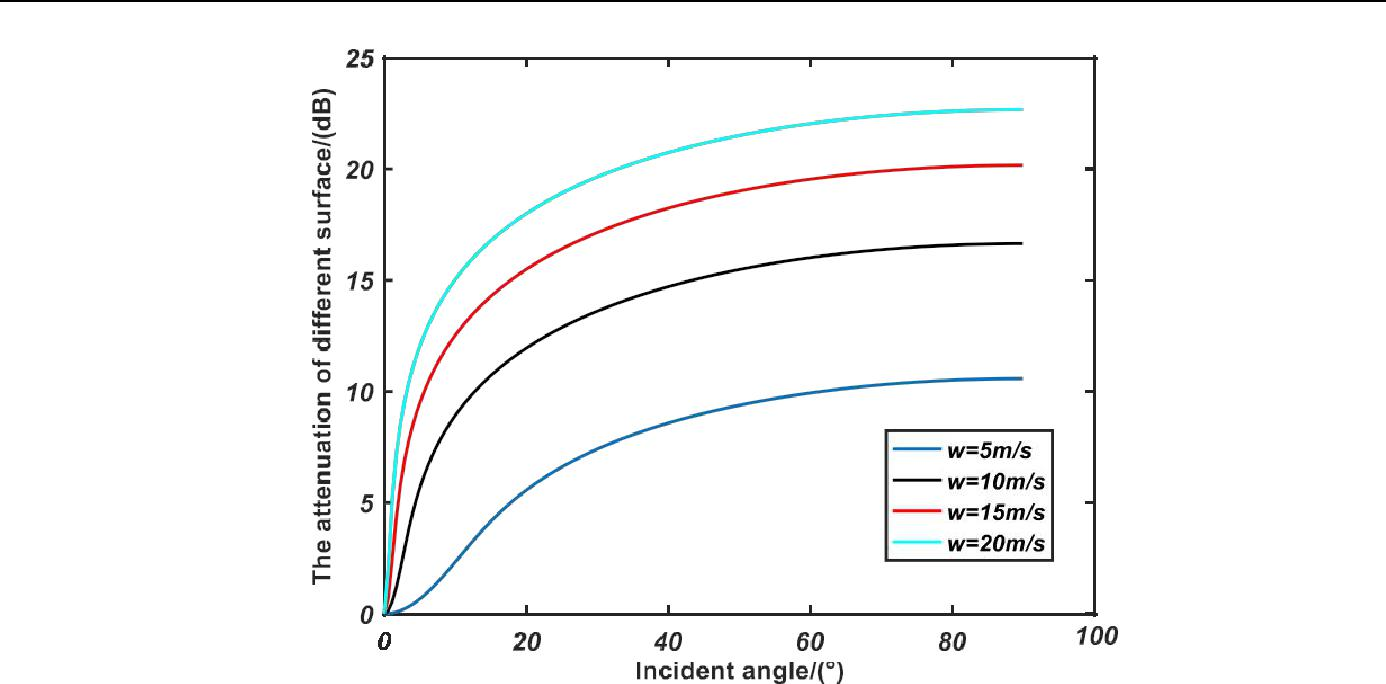 The attenuation of different surface/(dB)
25
20
15
10
5
0
0 20 40 60 80 100
Incident angle/(°)
w=5m/s
w=10m/s
w=15m/s
w=20m/s